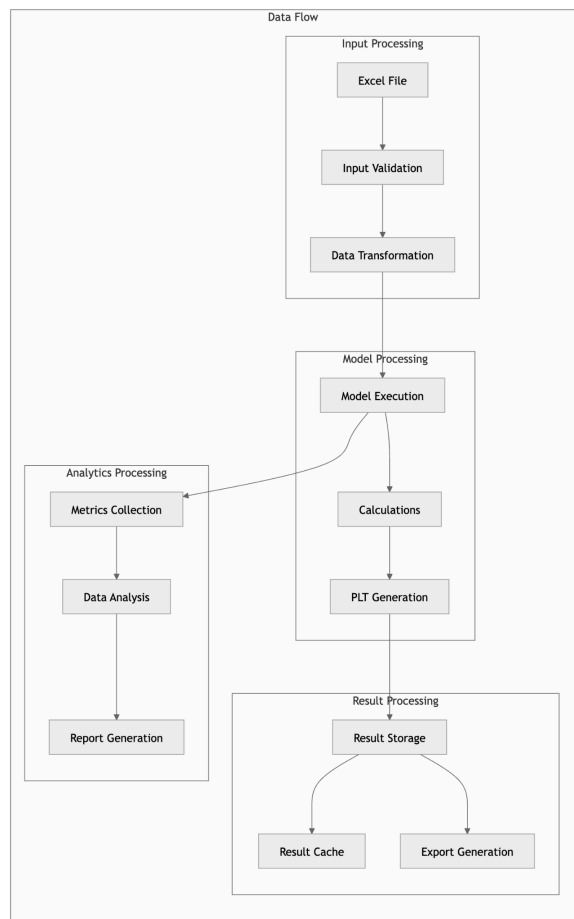 Data Flow
Input Processing
Excel File
Input Validation
Data Transformation
Model Processing
Model Execution
Analytics Processing
Metrics Collection
Calculations
Data Analysis
PLT Generation
Result Processing
Report Generation
Result Storage
Result Cache
Export Generation